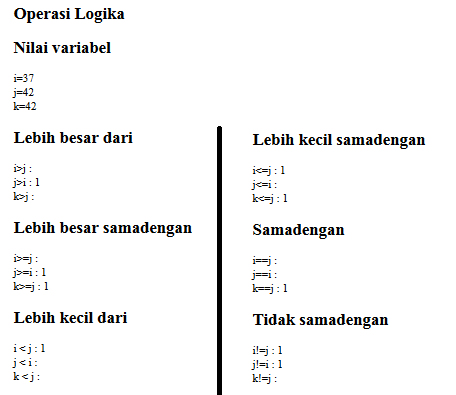 Operasi Logika
Nilai variabel
i=37
j=42
k=42
Lebih besar dari
i>j :
j>i : 1
k>j :
Lebih besar samadengan
i>=j :
j>=i : 1
k>=j : 1
Lebih kecil dari
i < j : 1
j < i :
k < j :
Lebih kecil samadengan
i<=j : 1
j<=i :
k<=j : 1
Samadengan
i==j :
j==i :
k==j : 1
Tidak samadengan
i!=j : 1
j!=i : 1
k!=j :